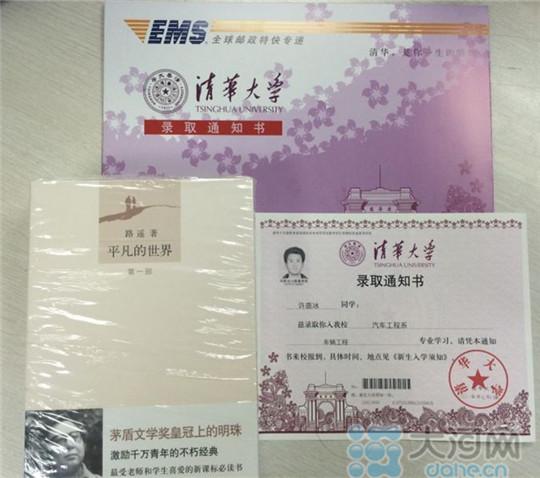 EMS 全球邮政特快专递
清华大学
TSINGHUA UNIVERSITY
录取通知书
路遥 著
平凡的世界
第一部
茅盾文学奖皇冠上的明珠
激励千万青年的不朽经典
最受老师和学生喜爱的新课标必读书
清华大学
TSINGHUA UNIVERSITY
录取通知书
同学:
兹录取你入我校 汽车工程系
车辆工程 专业学习。请凭本通知
书来校报到。具体时间、地点见《新生入学须知》。
大河网
dahe.cn